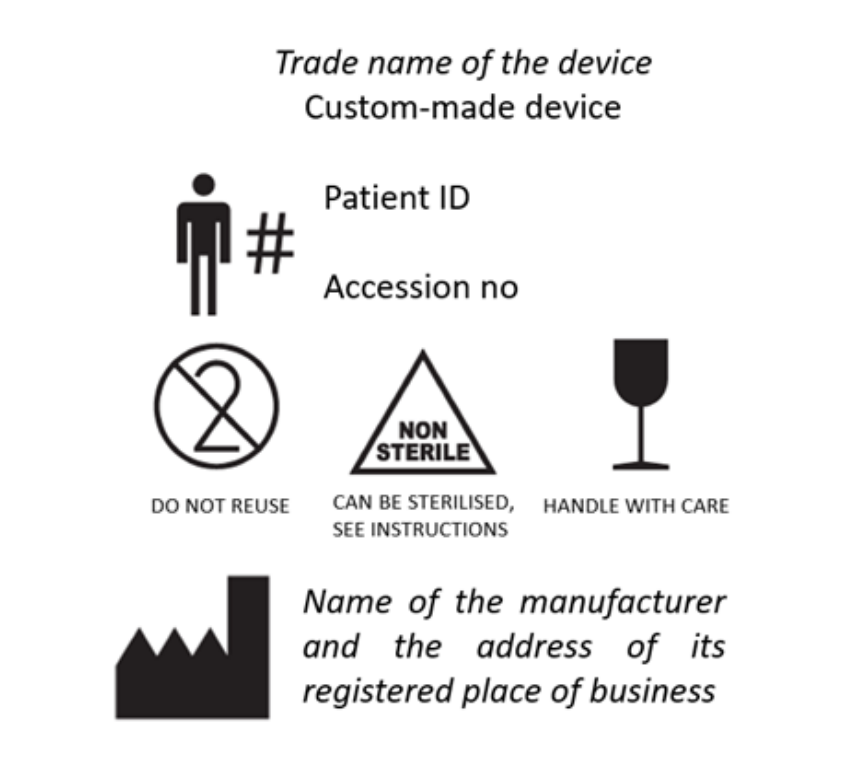 Trade name of the device
Custom-made device
#
Patient ID
Accession no
2
NON
STERILE
DO NOT REUSE
CAN BE STERILISED,
SEE INSTRUCTIONS
HANDLE WITH CARE
Name of the manufacturer
and the address of its
registered place of business